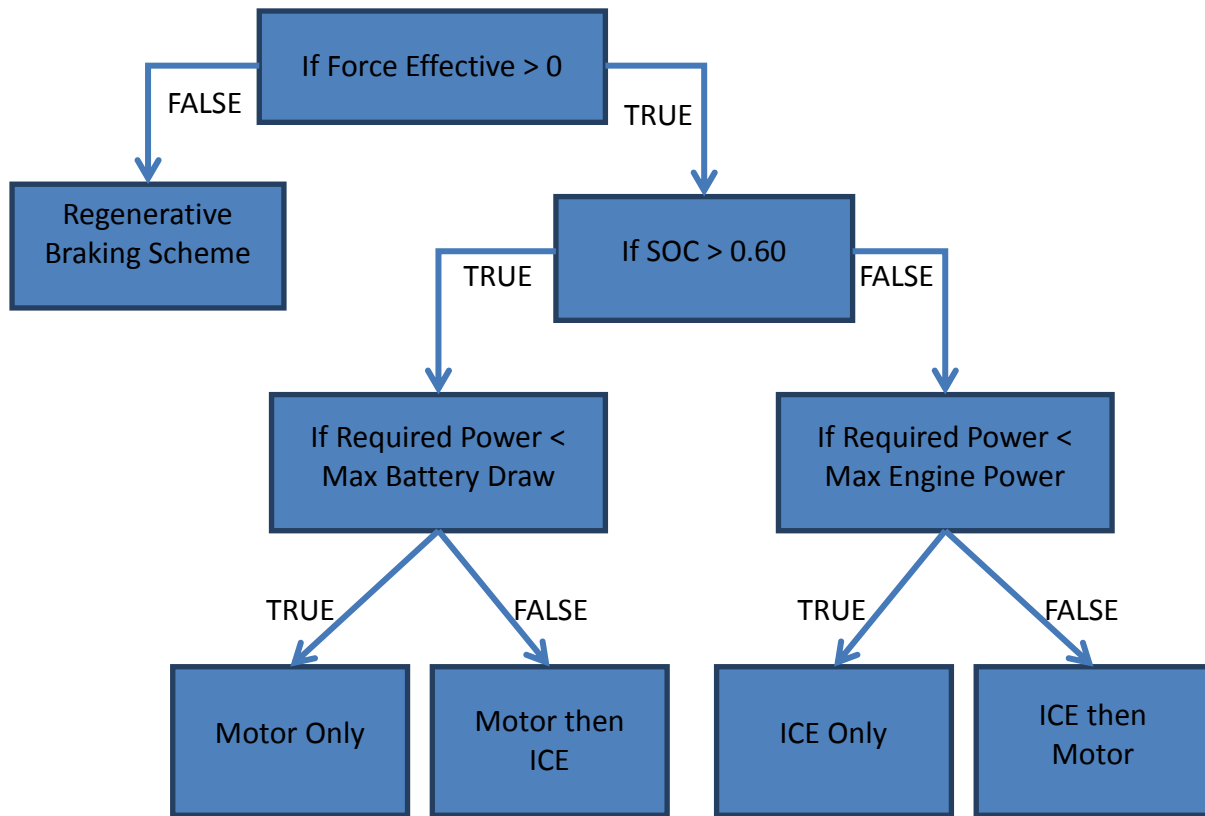 If Force Effective > 0
FALSE
TRUE
Regenerative
Braking Scheme
If SOC > 0.60
TRUE
FALSE
If Required Power <
Max Battery Draw
If Required Power <
Max Engine Power
TRUE
FALSE
TRUE
FALSE
Motor Only
Motor then
ICE
ICE Only
ICE then
Motor